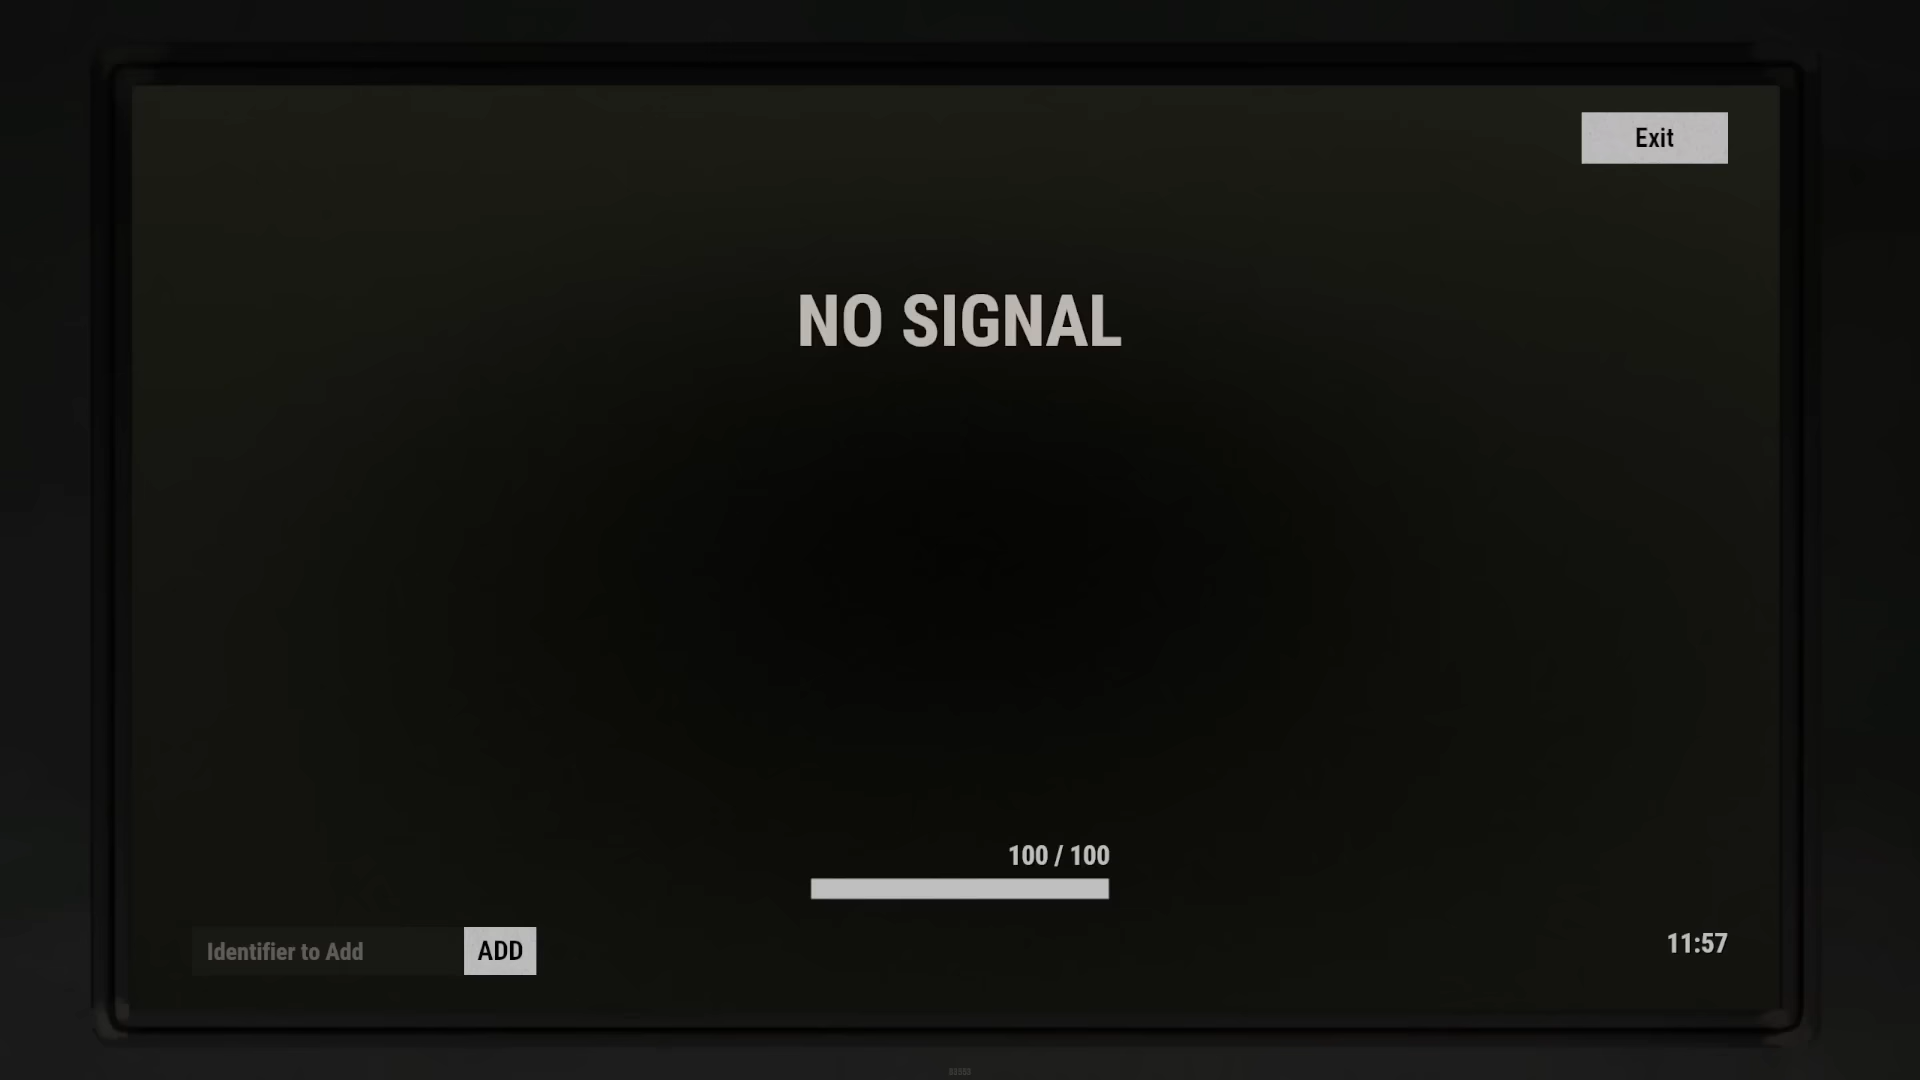 Exit
NO SIGNAL
100 / 100
Identifier to Add
ADD
11:57